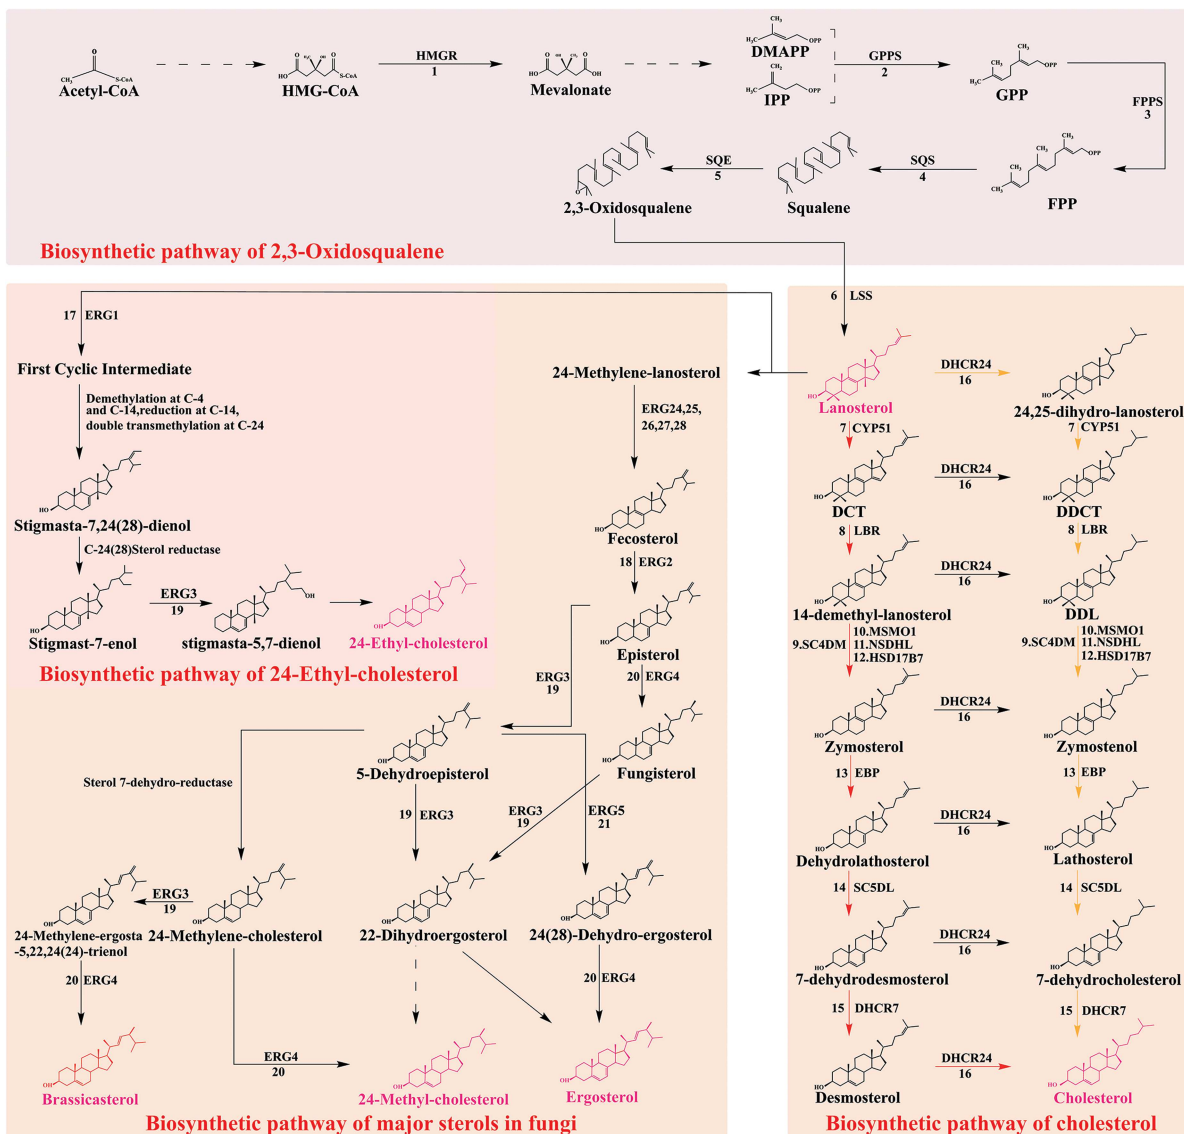 Acetyl-CoA
HMG-CoA
HMGR
1
Mevalonate
DMAPP
IPP
GPPS
2
GPP
FPPS
3
FPP
SQS
4
Squalene
SQE
5
2,3-Oxidosqualene
Biosynthetic pathway of 2,3-Oxidosqualene
6 LSS
17 ERG1
First Cyclic Intermediate
Demethylation at C-4
and C-14,reduction at C-14,
double transmethylation at C-24
Stigmasta-7,24(28)-dienol
C-24(28)Sterol reductase
Stigmast-7-enol
ERG3
19
stigmasta-5,7-dienol
24-Ethyl-cholesterol
Biosynthetic pathway of 24-Ethyl-cholesterol
24-Methylene-lanosterol
ERG24,25,
26,27,28
Fecosterol
18 ERG2
Episterol
ERG3
19
20 ERG4
5-Dehydroepisterol
Fungisterol
Sterol 7-dehydro-reductase
19 ERG3
ERG3
19
ERG5
21
24-Methylene-ergosta
-5,22,24(24)-trienol
ERG3
19
24-Methylene-cholesterol
22-Dihydroergosterol
24(28)-Dehydro-ergosterol
20 ERG4
20 ERG4
ERG4
20
Brassicasterol
24-Methyl-cholesterol
Ergosterol
Biosynthetic pathway of major sterols in fungi
Lanosterol
DHCR24
16
24,25-dihydro-lanosterol
7 CYP51
7 CYP51
DCT
DHCR24
16
DDCT
8 LBR
8 LBR
14-demethyl-lanosterol
DHCR24
16
DDL
9.SC4DM
10.MSMO1
11.NSDHL
12.HSD17B7
9.SC4DM
10.MSMO1
11.NSDHL
12.HSD17B7
Zymosterol
DHCR24
16
Zymostenol
13 EBP
13 EBP
Dehydrolathosterol
DHCR24
16
Lathosterol
14 SC5DL
14 SC5DL
7-dehydrodesmosterol
DHCR24
16
7-dehydrocholesterol
15 DHCR7
15 DHCR7
Desmosterol
DHCR24
16
Cholesterol
Biosynthetic pathway of cholesterol